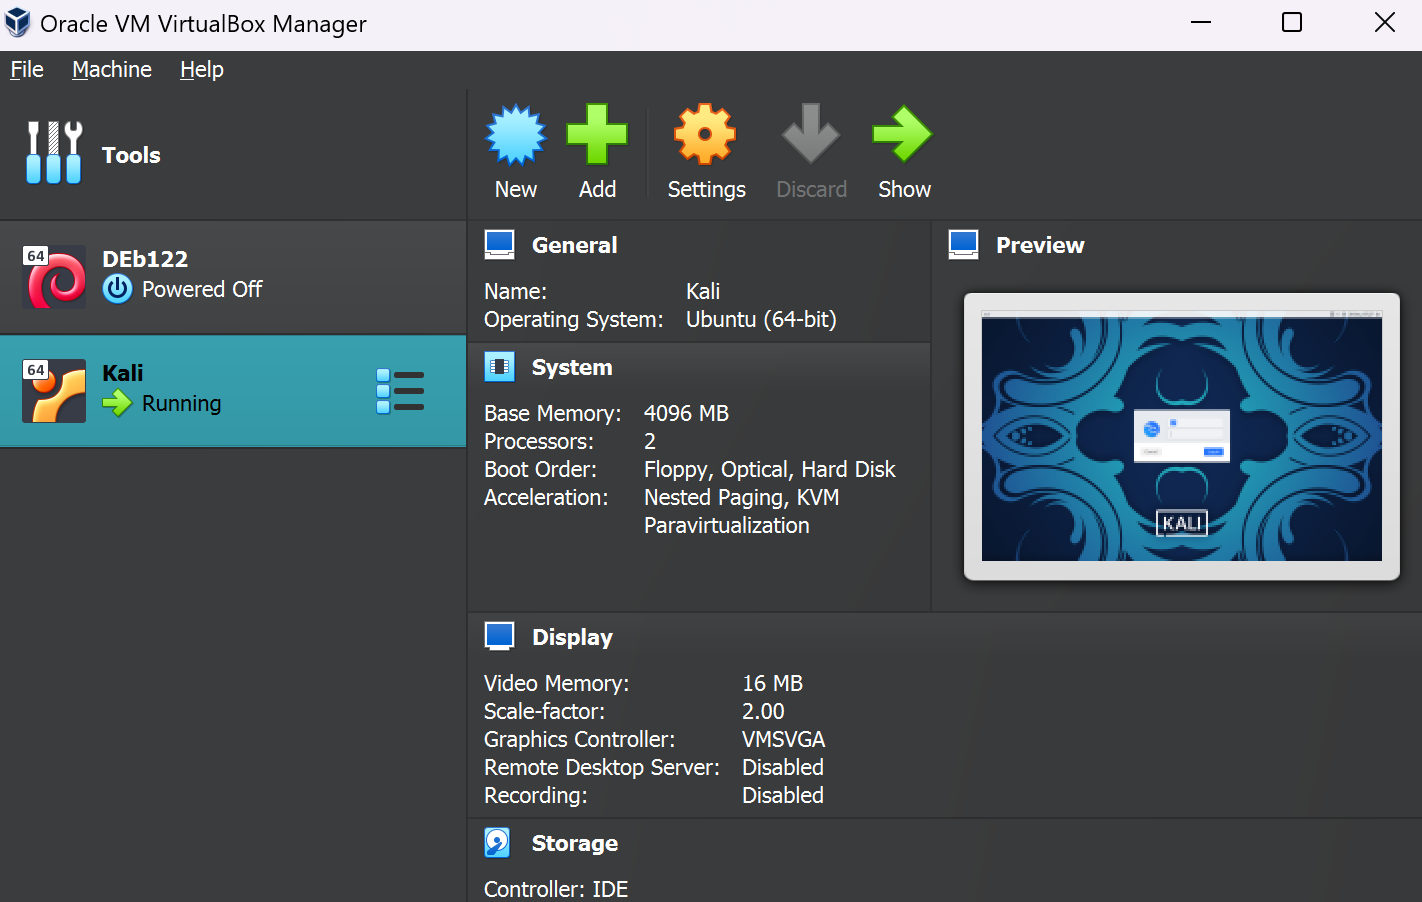 Oracle VM VirtualBox Manager
File Machine Help
Tools
New Add Settings Discard Show
64 DEb122
Powered Off
64 Kali
Running
General
Name: Kali
Operating System: Ubuntu (64-bit)
System
Base Memory: 4096 MB
Processors: 2
Boot Order: Floppy, Optical, Hard Disk
Acceleration: Nested Paging, KVM
Paravirtualization
Preview
KALI
Display
Video Memory: 16 MB
Scale-factor: 2.00
Graphics Controller: VMSVGA
Remote Desktop Server: Disabled
Recording: Disabled
Storage
Controller: IDE